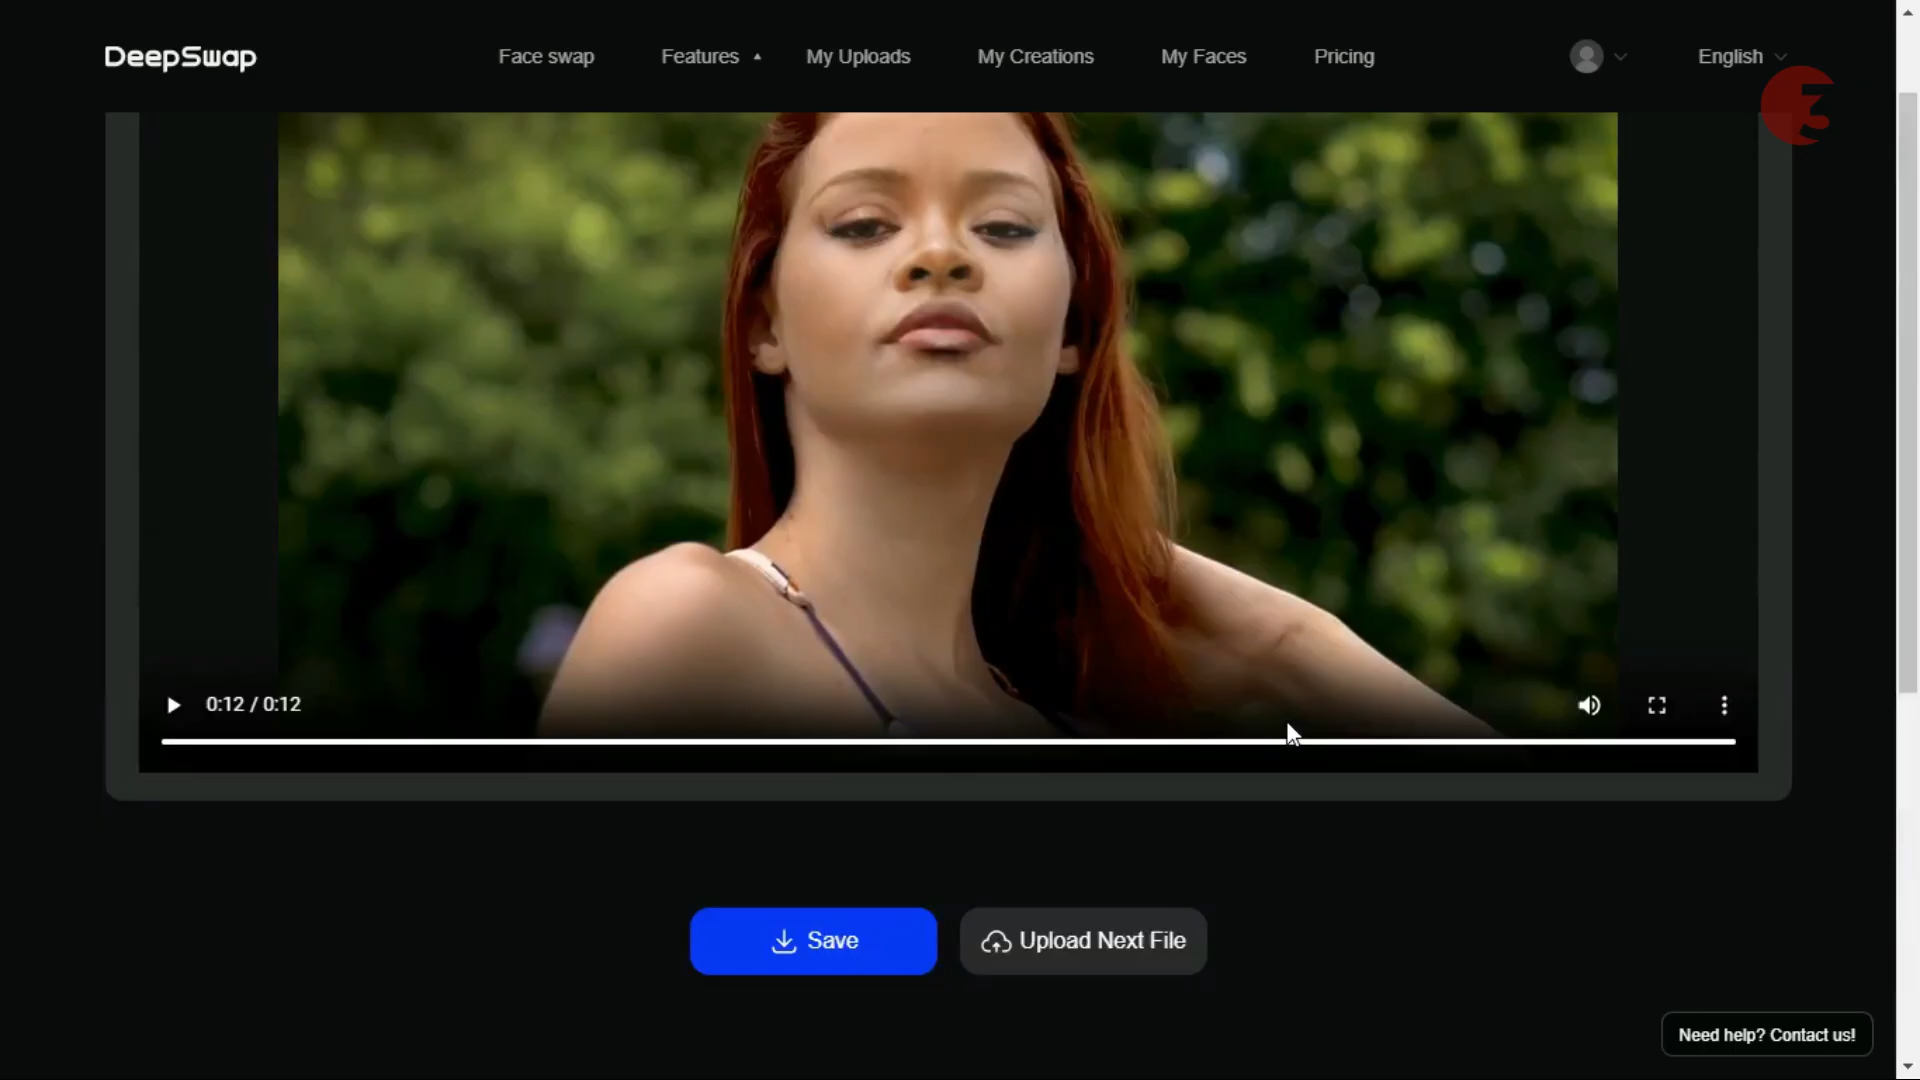 DeepSwap
Face swap
Features
My Uploads
My Creations
My Faces
Pricing
English
0:12 / 0:12
Save
Upload Next File
Need help? Contact us!